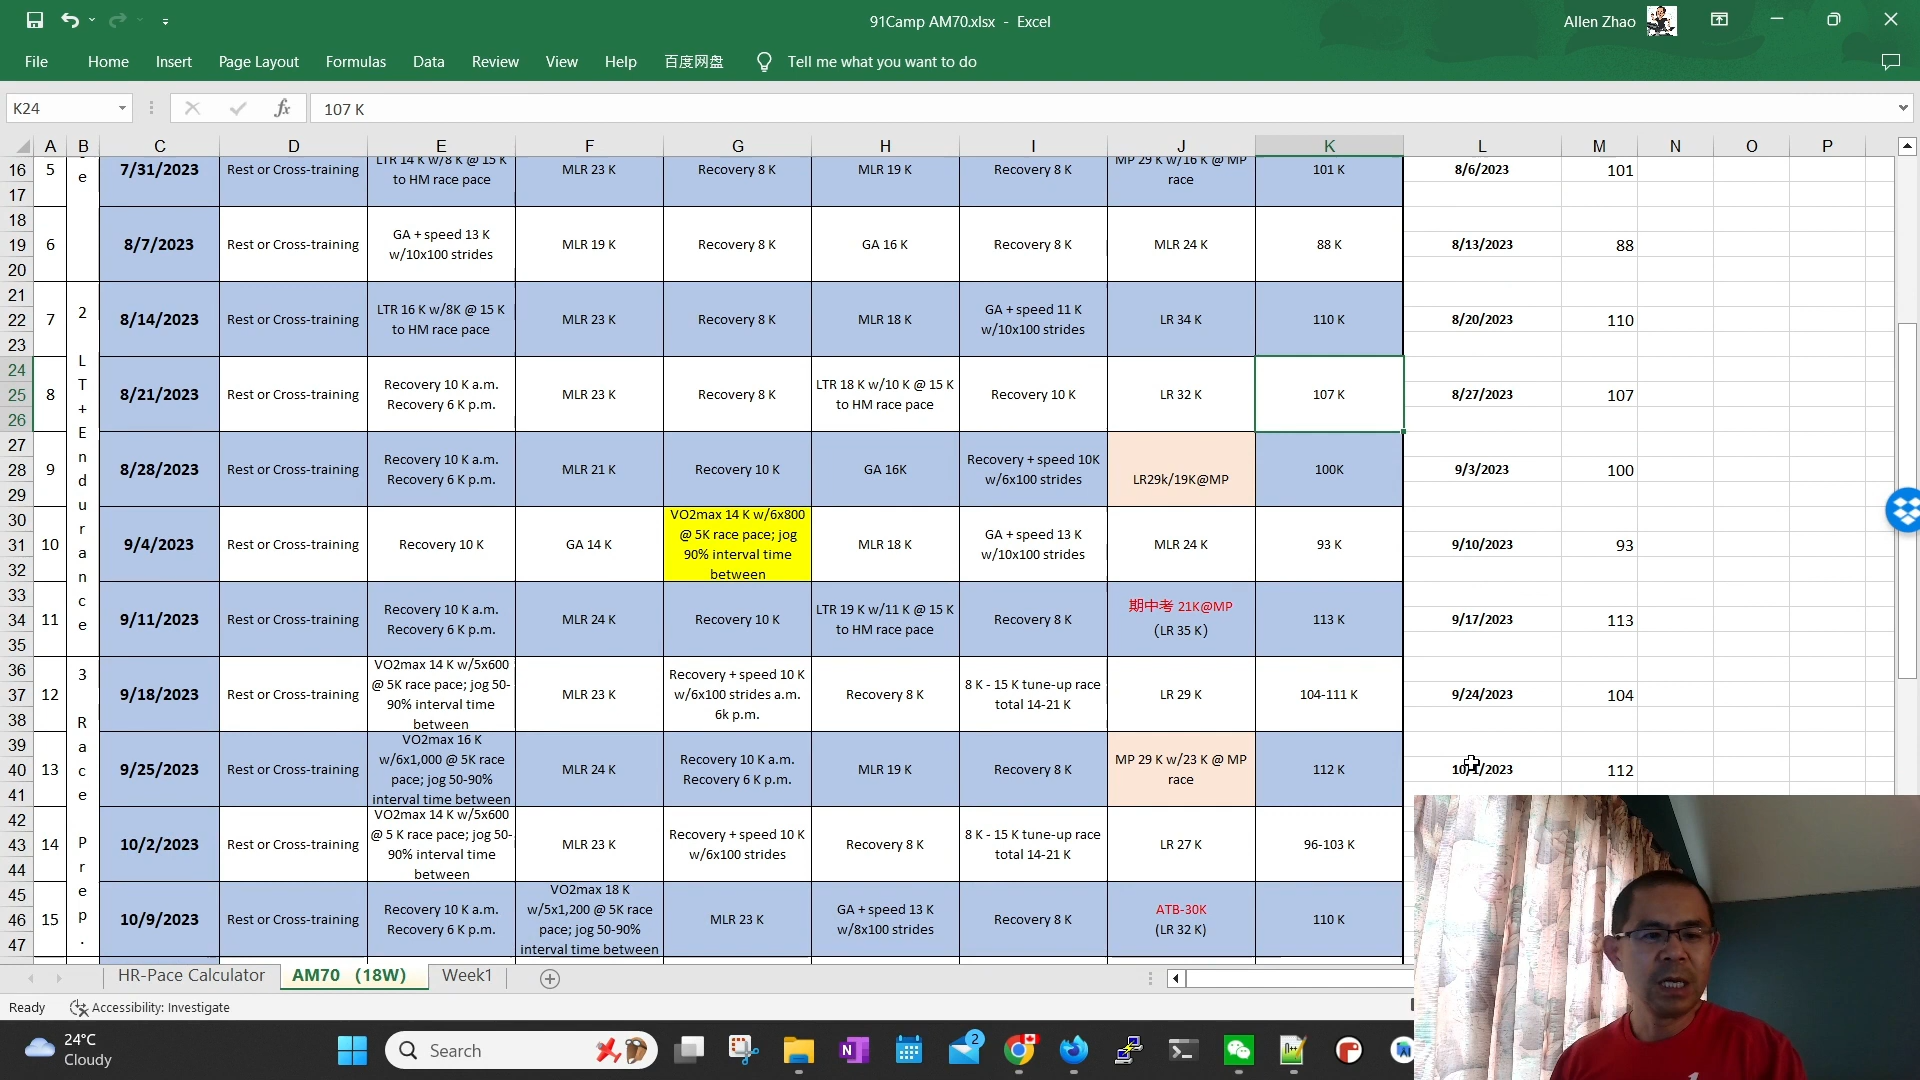 91Camp AM70.xlsx - Excel
Allen Zhao
File Home Insert Page Layout Formulas Data Review View Help 百度网盘 Tell me what you want to do
K24
fx
107 K
A B C D E F G H I J K L M N O P
16
17
5
e
7/31/2023
Rest or Cross-training
LTR 14 K w/8 K @ 15 K
to HM race pace
MLR 23 K
Recovery 8 K
MLR 19 K
Recovery 8 K
MP 29 K w/16 K @ MP
race
101 K
8/6/2023
101
18
19
20
6
8/7/2023
Rest or Cross-training
GA + speed 13 K
w/10x100 strides
MLR 19 K
Recovery 8 K
GA 16 K
Recovery 8 K
MLR 24 K
88 K
8/13/2023
88
21
22
23
7
2
L
T
+
E
n
d
u
r
a
n
c
e
8/14/2023
Rest or Cross-training
LTR 16 K w/8K @ 15 K
to HM race pace
MLR 23 K
Recovery 8 K
MLR 18 K
GA + speed 11 K
w/10x100 strides
LR 34 K
110 K
8/20/2023
110
24
25
26
8
8/21/2023
Rest or Cross-training
Recovery 10 K a.m.
Recovery 6 K p.m.
MLR 23 K
Recovery 8 K
LTR 18 K w/10 K @ 15 K
to HM race pace
Recovery 10 K
LR 32 K
107 K
8/27/2023
107
27
28
29
9
8/28/2023
Rest or Cross-training
Recovery 10 K a.m.
Recovery 6 K p.m.
MLR 21 K
Recovery 10 K
GA 16K
Recovery + speed 10K
w/6x100 strides
LR29k/19K@MP
100K
9/3/2023
100
30
31
32
10
9/4/2023
Rest or Cross-training
Recovery 10 K
GA 14 K
VO2max 14 K w/6x800
@ 5K race pace; jog
90% interval time
between
MLR 18 K
GA + speed 13 K
w/10x100 strides
MLR 24 K
93 K
9/10/2023
93
33
34
35
11
9/11/2023
Rest or Cross-training
Recovery 10 K a.m.
Recovery 6 K p.m.
MLR 24 K
Recovery 10 K
LTR 19 K w/11 K @ 15 K
to HM race pace
Recovery 8 K
期中考 21K@MP
(LR 35 K)
113 K
9/17/2023
113
36
37
38
12
3
R
a
c
e
P
r
e
p
.
9/18/2023
Rest or Cross-training
VO2max 14 K w/5x600
@ 5K race pace; jog 50-
90% interval time
between
MLR 23 K
Recovery + speed 10 K
w/6x100 strides a.m.
6k p.m.
Recovery 8 K
8 K - 15 K tune-up race
total 14-21 K
LR 29 K
104-111 K
9/24/2023
104
39
40
41
13
9/25/2023
Rest or Cross-training
VO2max 16 K
w/6x1,000 @ 5K race
pace; jog 50-90%
interval time between
MLR 24 K
Recovery 10 K a.m.
Recovery 6 K p.m.
MLR 19 K
Recovery 8 K
MP 29 K w/23 K @ MP
race
112 K
112
42
43
44
14
10/2/2023
Rest or Cross-training
VO2max 14 K w/5x600
@ 5 K race pace; jog 50-
90% interval time
between
MLR 23 K
Recovery + speed 10 K
w/6x100 strides
Recovery 8 K
8 K - 15 K tune-up race
total 14-21 K
LR 27 K
96-103 K
45
46
47
15
10/9/2023
Rest or Cross-training
Recovery 10 K a.m.
Recovery 6 K p.m.
VO2max 18 K
w/5x1,200 @ 5K race
pace; jog 50-90%
interval time between
MLR 23 K
GA + speed 13 K
w/8x100 strides
Recovery 8 K
ATB-30K
(LR 32 K)
110 K
HR-Pace Calculator AM70 （18W） Week1
Ready Accessibility: Investigate
24°C
Cloudy
Search
2